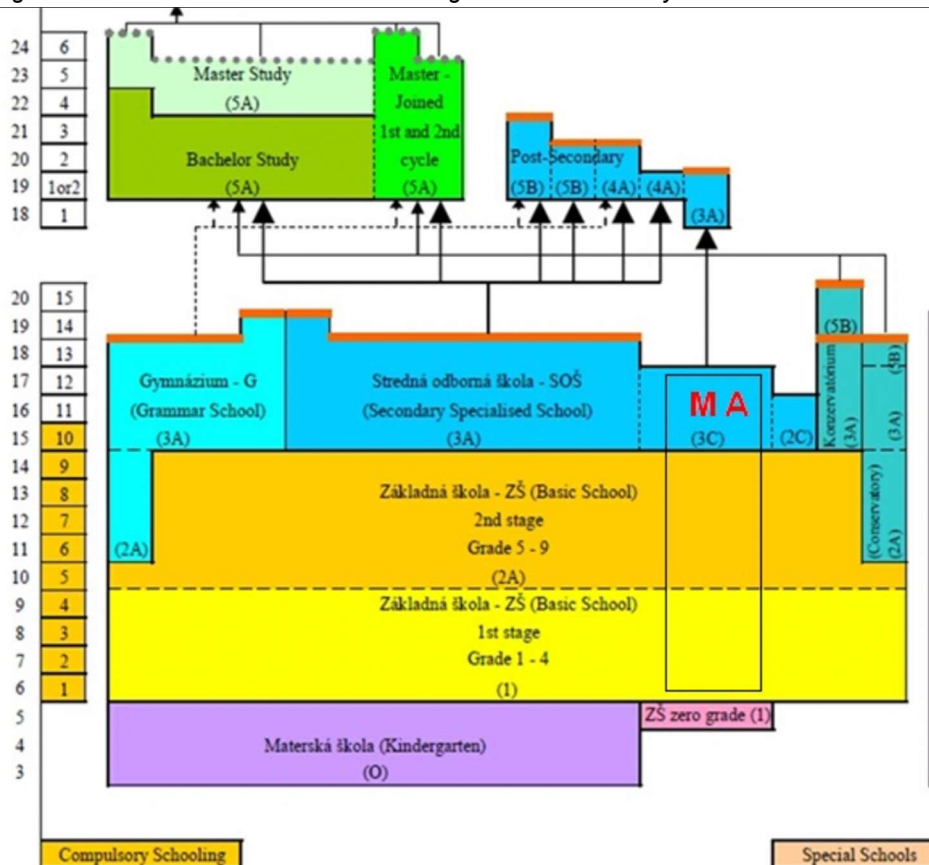 24 6
23 5 Master Study Master -
22 4 (5A) Joined
21 3 1st and 2nd
20 2 Bachelor Study cycle Post-Secondary
19 1or2 (5A) (5A) (5B) (5B) (4A) (4A)
18 1 (3A)
20 15
19 14 (5B)
18 13 (5B)
17 12 Gymnázium - G Stredná odborná škola - SOŠ M A
16 11 (Grammar School) (Secondary Specialised School) Konzervatórium
15 10 (3A) (3A) (3C) (2C) (3A) (3A)
14 9
13 8 Základná škola - ZŠ (Basic School)
12 7 2nd stage (Conservatory)
11 6 (2A) Grade 5 - 9 (2A)
10 5 (2A)
9 4 Základná škola - ZŠ (Basic School)
8 3 1st stage
7 2 Grade 1 - 4
6 1 (1)
5 ZŠ zero grade (1)
4 Materská škola (Kindergarten)
3 (O)
Compulsory Schooling Special Schools